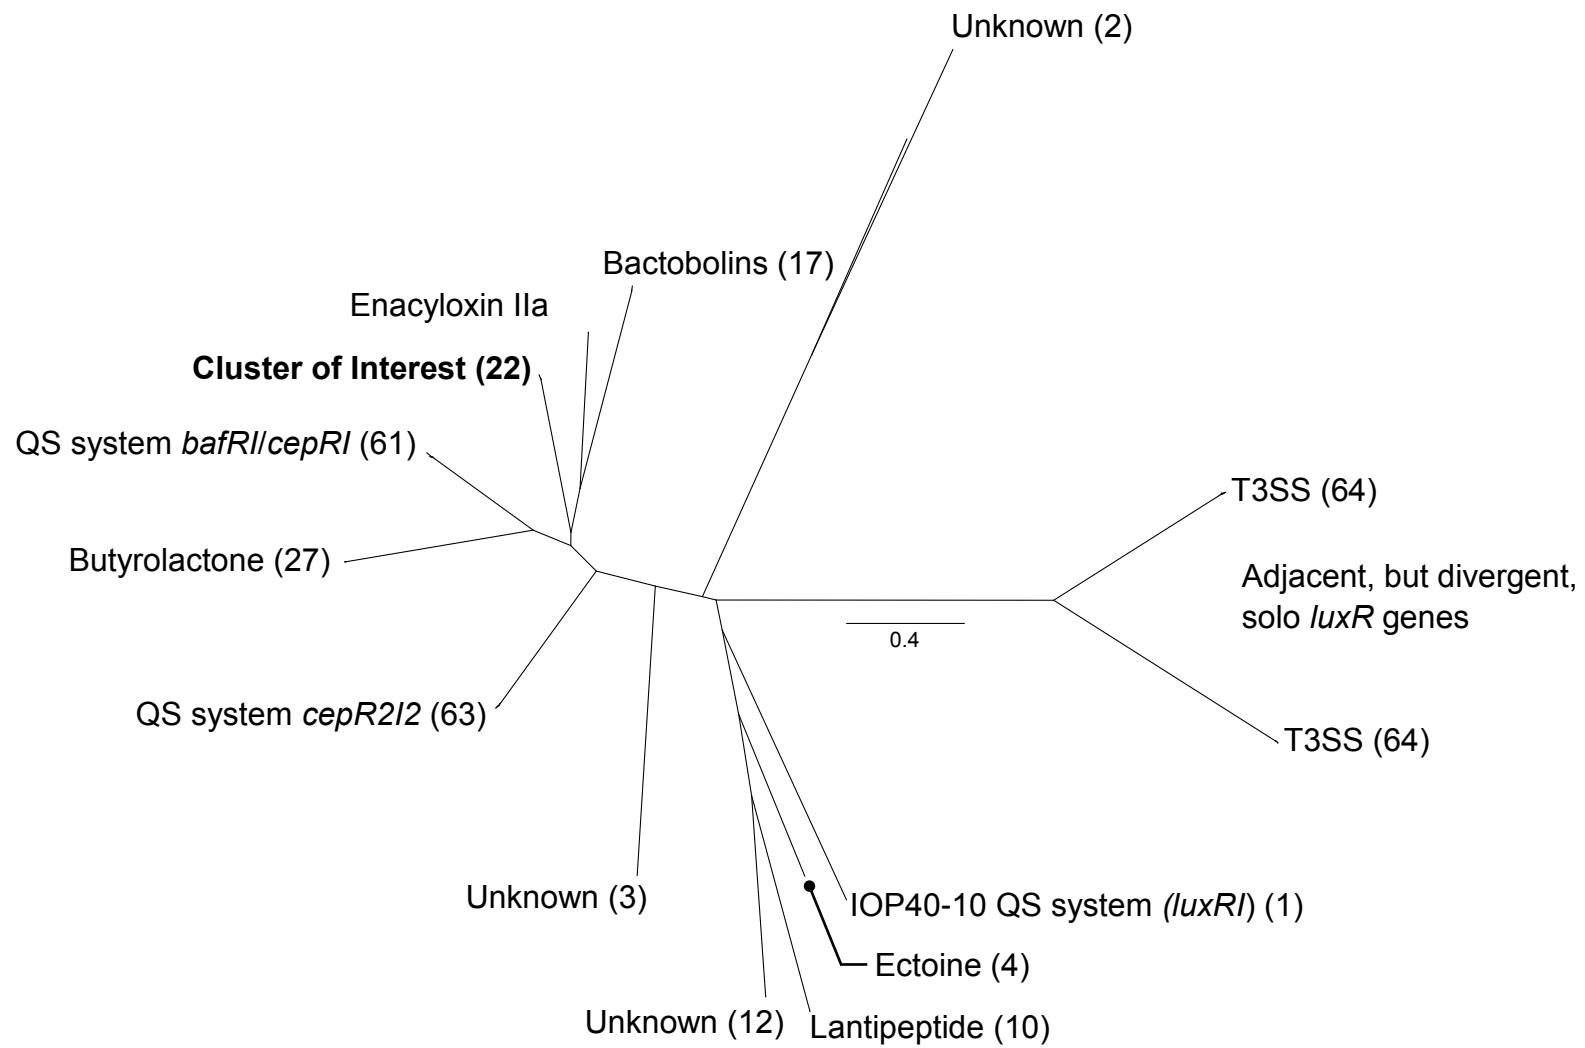 Unknown (2)
Bactobolins (17)
Enacyloxin IIa
Cluster of Interest (22)
QS system bafRI/cepRI (61)
T3SS (64)
Butyrolactone (27)
Adjacent, but divergent,
solo luxR genes
0.4
QS system cepR2I2 (63)
T3SS (64)
Unknown (3)
IOP40-10 QS system (luxRI) (1)
Ectoine (4)
Unknown (12)
Lantipeptide (10)